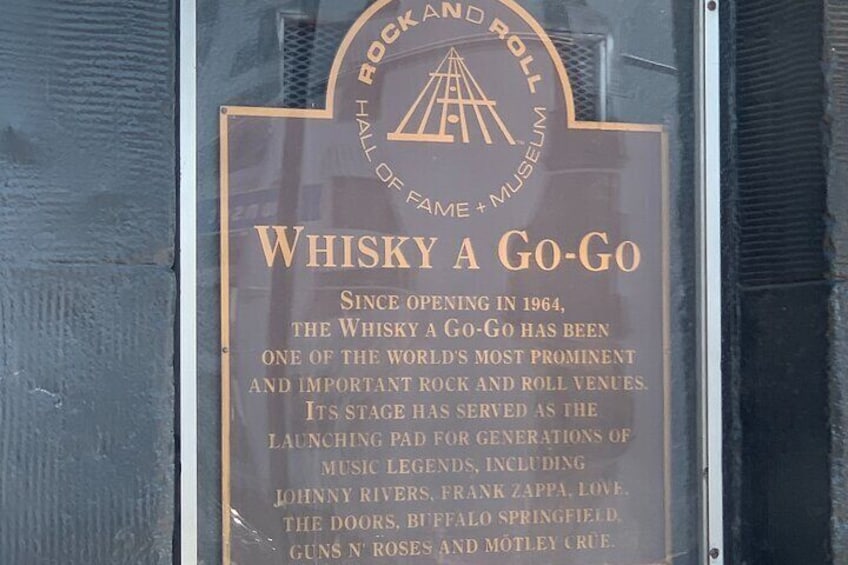 ROCK AND ROLL
HALL OF FAME + MUSEUM
WHISKY A GO-GO
SINCE OPENING IN 1964,
THE WHISKY A GO-GO HAS BEEN
ONE OF THE WORLD'S MOST PROMINENT
AND IMPORTANT ROCK AND ROLL VENUES.
ITS STAGE HAS SERVED AS THE
LAUNCHING PAD FOR GENERATIONS OF
MUSIC LEGENDS, INCLUDING
JOHNNY RIVERS, FRANK ZAPPA, LOVE,
THE DOORS, BUFFALO SPRINGFIELD,
GUNS N' ROSES AND MÖTLEY CRÜE.